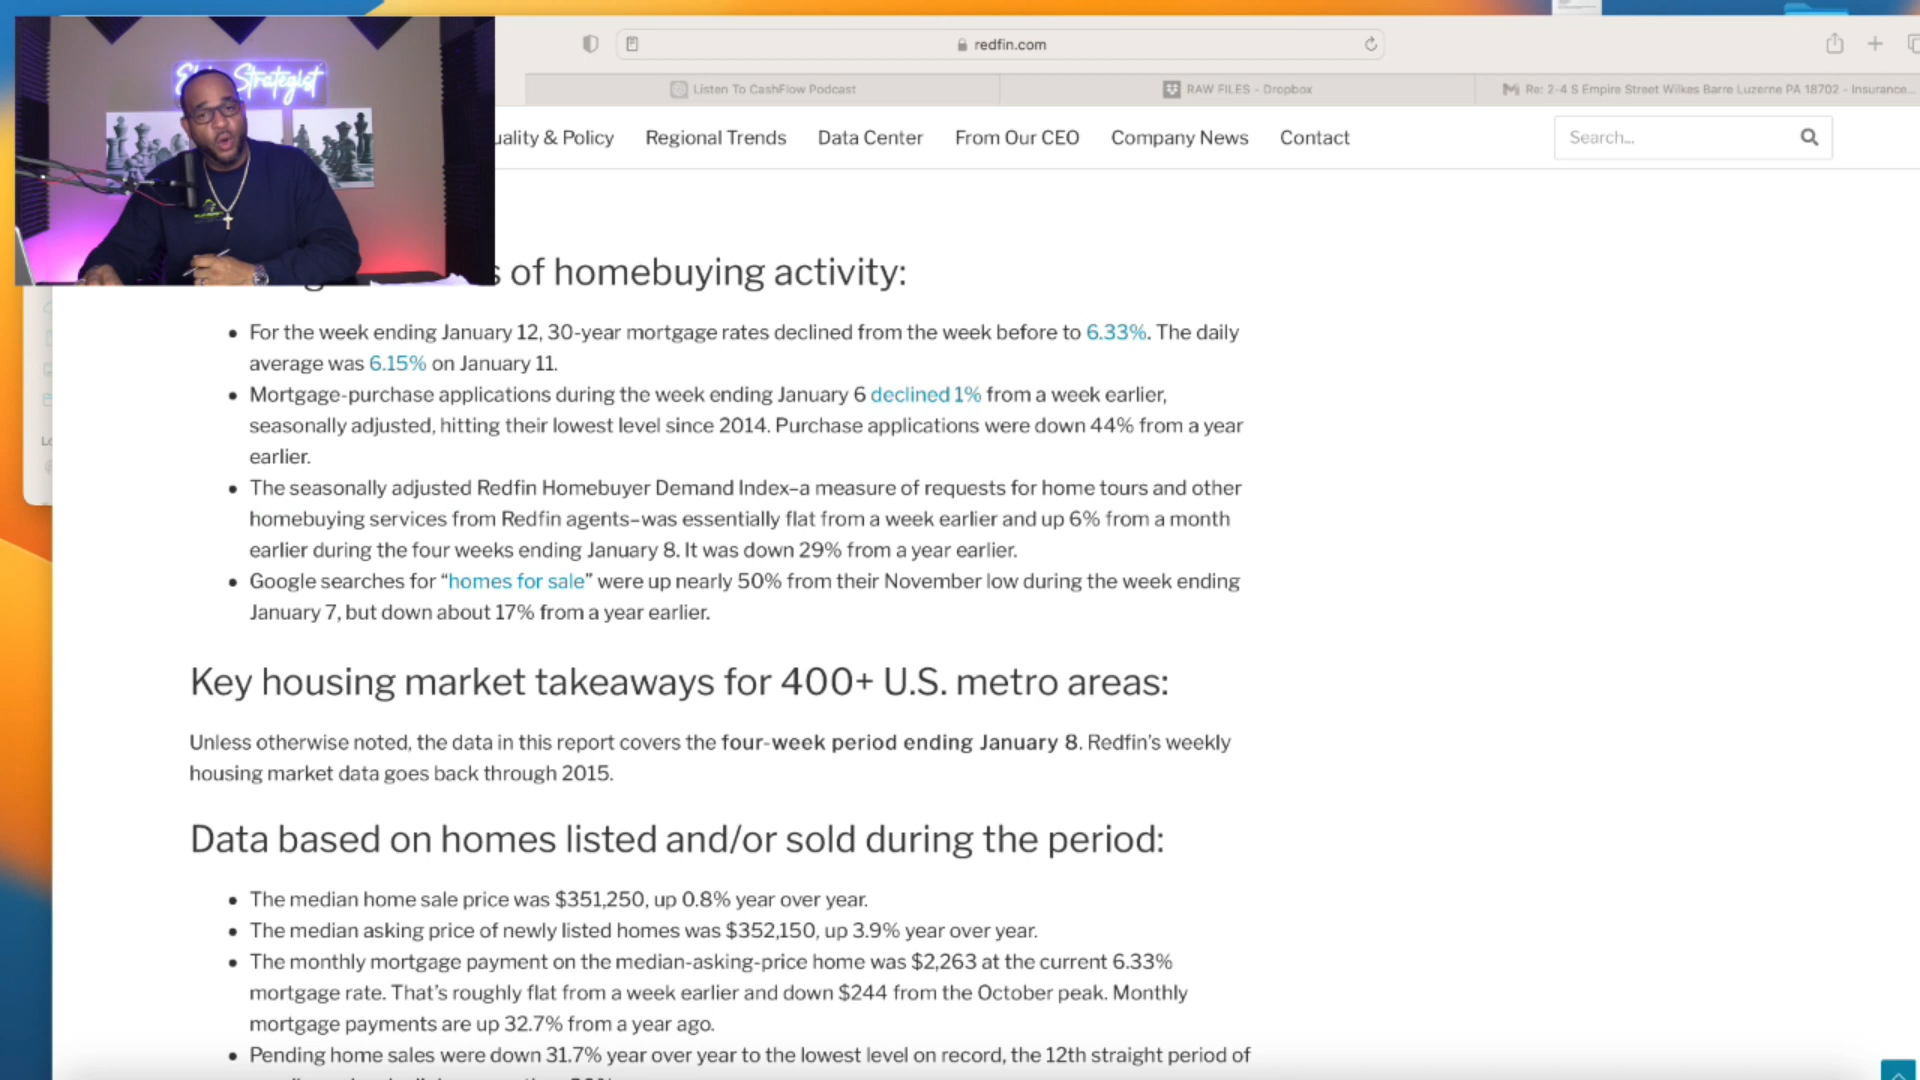 Strategist
redfin.com
Listen To CashFlow Podcast
RAW FILES - Dropbox
Re: 2-4 S Empire Street Wilkes Barre Luzerne PA 18702 - Insurance...
& Policy
Regional Trends
Data Center
From Our CEO
Company News
Contact
Search...
of homebuying activity:
For the week ending January 12, 30-year mortgage rates declined from the week before to 6.33%. The daily
average was 6.15% on January 11.
Mortgage-purchase applications during the week ending January 6 declined 1% from a week earlier,
seasonally adjusted, hitting their lowest level since 2014. Purchase applications were down 44% from a year
earlier.
The seasonally adjusted Redfin Homebuyer Demand Index–a measure of requests for home tours and other
homebuying services from Redfin agents–was essentially flat from a week earlier and up 6% from a month
earlier during the four weeks ending January 8. It was down 29% from a year earlier.
Google searches for “homes for sale” were up nearly 50% from their November low during the week ending
January 7, but down about 17% from a year earlier.
Key housing market takeaways for 400+ U.S. metro areas:
Unless otherwise noted, the data in this report covers the four-week period ending January 8. Redfin’s weekly
housing market data goes back through 2015.
Data based on homes listed and/or sold during the period:
The median home sale price was $351,250, up 0.8% year over year.
The median asking price of newly listed homes was $352,150, up 3.9% year over year.
The monthly mortgage payment on the median-asking-price home was $2,263 at the current 6.33%
mortgage rate. That’s roughly flat from a week earlier and down $244 from the October peak. Monthly
mortgage payments are up 32.7% from a year ago.
Pending home sales were down 31.7% year over year to the lowest level on record, the 12th straight period of